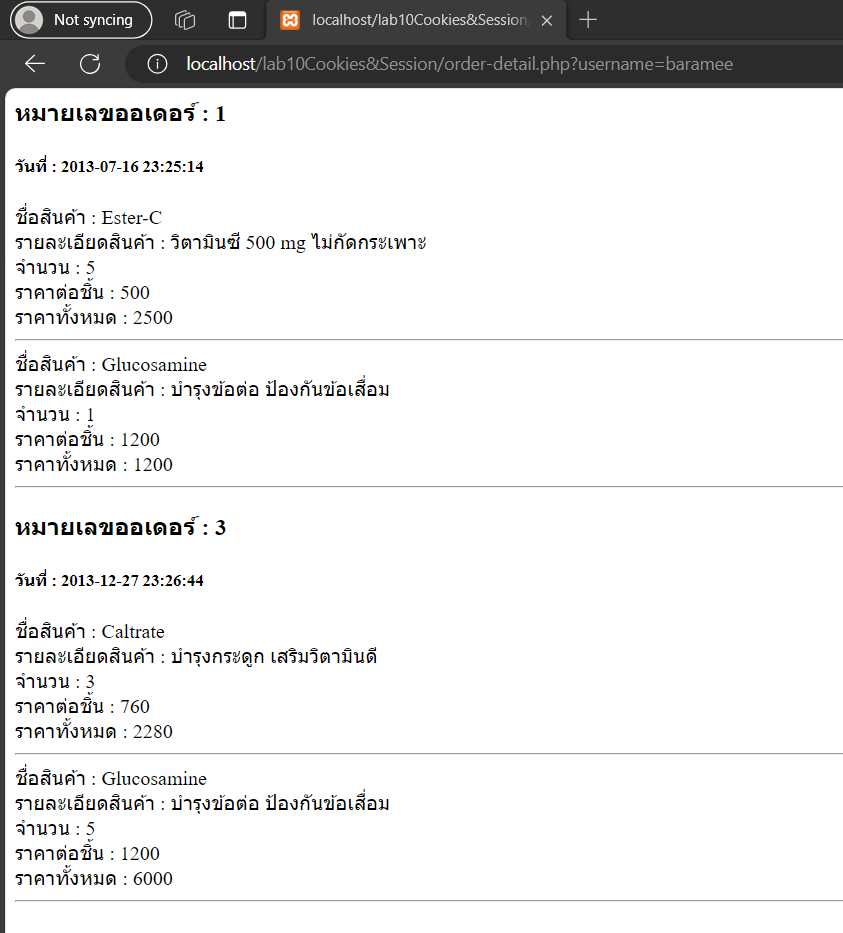 Not syncing
localhost/lab10Cookies&Session/
localhost/lab10Cookies&Session/order-detail.php?username=baramee
หมายเลขออเดอร์ : 1
วันที่ : 2013-07-16 23:25:14
ชื่อสินค้า : Ester-C
รายละเอียดสินค้า : วิตามินซี 500 mg ไม่กัดกระเพาะ
จำนวน : 5
ราคาต่อชิ้น : 500
ราคาทั้งหมด : 2500
ชื่อสินค้า : Glucosamine
รายละเอียดสินค้า : บำรุงข้อต่อ ป้องกันข้อเสื่อม
จำนวน : 1
ราคาต่อชิ้น : 1200
ราคาทั้งหมด : 1200
หมายเลขออเดอร์ : 3
วันที่ : 2013-12-27 23:26:44
ชื่อสินค้า : Caltrate
รายละเอียดสินค้า : บำรุงกระดูก เสริมวิตามินดี
จำนวน : 3
ราคาต่อชิ้น : 760
ราคาทั้งหมด : 2280
ชื่อสินค้า : Glucosamine
รายละเอียดสินค้า : บำรุงข้อต่อ ป้องกันข้อเสื่อม
จำนวน : 5
ราคาต่อชิ้น : 1200
ราคาทั้งหมด : 6000